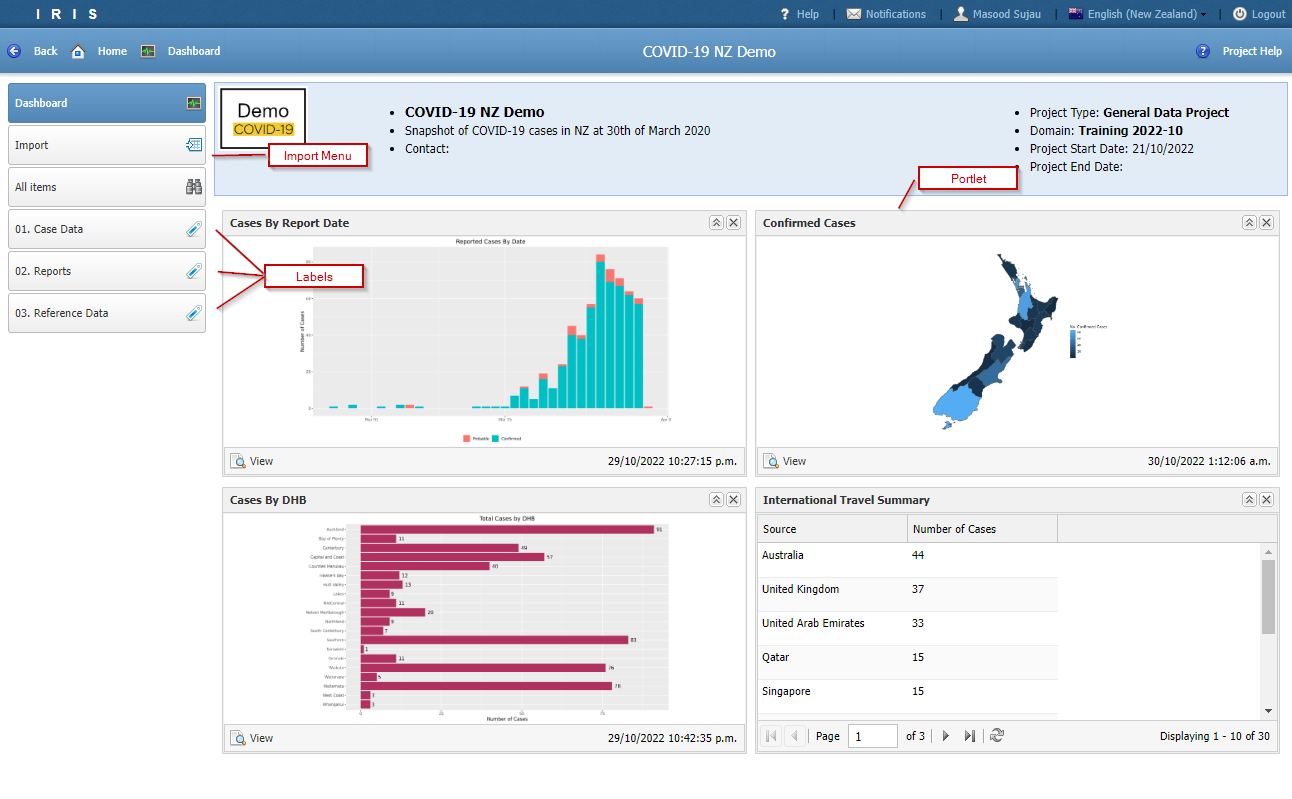 IRIS
Help
Notifications
Masood Sujau
English (New Zealand)
Logout
Back
Home
Dashboard
COVID-19 NZ Demo
Project Help
Dashboard
Import
All items
01. Case Data
02. Reports
03. Reference Data
Demo
COVID-19
Import Menu
Labels
COVID-19 NZ Demo
Snapshot of COVID-19 cases in NZ at 30th of March 2020
Contact:
Project Type: General Data Project
Domain: Training 2022-10
Project Start Date: 21/10/2022
Project End Date:
Portlet
Cases By Report Date
Reported Cases By Date
Number of Cases
Probable
Confirmed
View
29/10/2022 10:27:15 p.m.
Confirmed Cases
No. Confirmed Cases
View
30/10/2022 1:12:06 a.m.
Cases By DHB
Total Cases by DHB
Auckland 91
Bay of Plenty 11
Canterbury 49
Capital and Coast 57
Counties Manukau
Hawke's Bay 12
Hutt Valley 13
Lakes 9
MidCentral 11
Nelson Marlborough 20
Northland 9
South Canterbury 7
Southern 83
Tairawhiti 1
Taranaki 11
Waikato 76
Wairarapa 5
Waitemata 78
West Coast
Whanganui
Number of Cases
View
29/10/2022 10:42:35 p.m.
International Travel Summary
Source Number of Cases
Australia 44
United Kingdom 37
United Arab Emirates 33
Qatar 15
Singapore 15
Page 1 of 3
Displaying 1 - 10 of 30